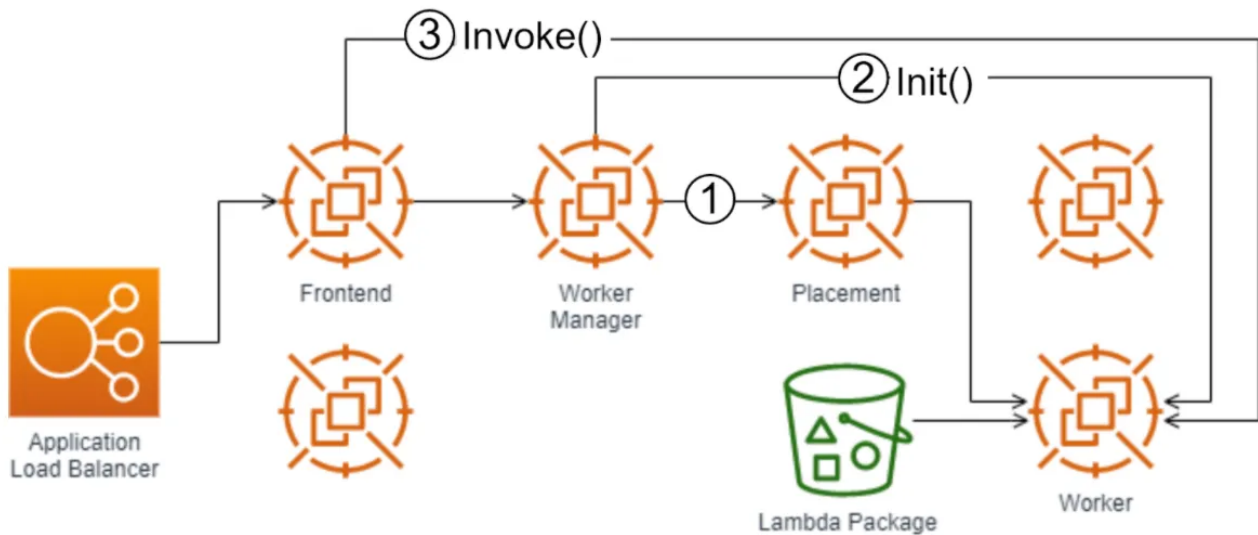 ③ Invoke()
② Init()
①
Frontend
Worker
Manager
Placement
Application
Load Balancer
Lambda Package
Worker